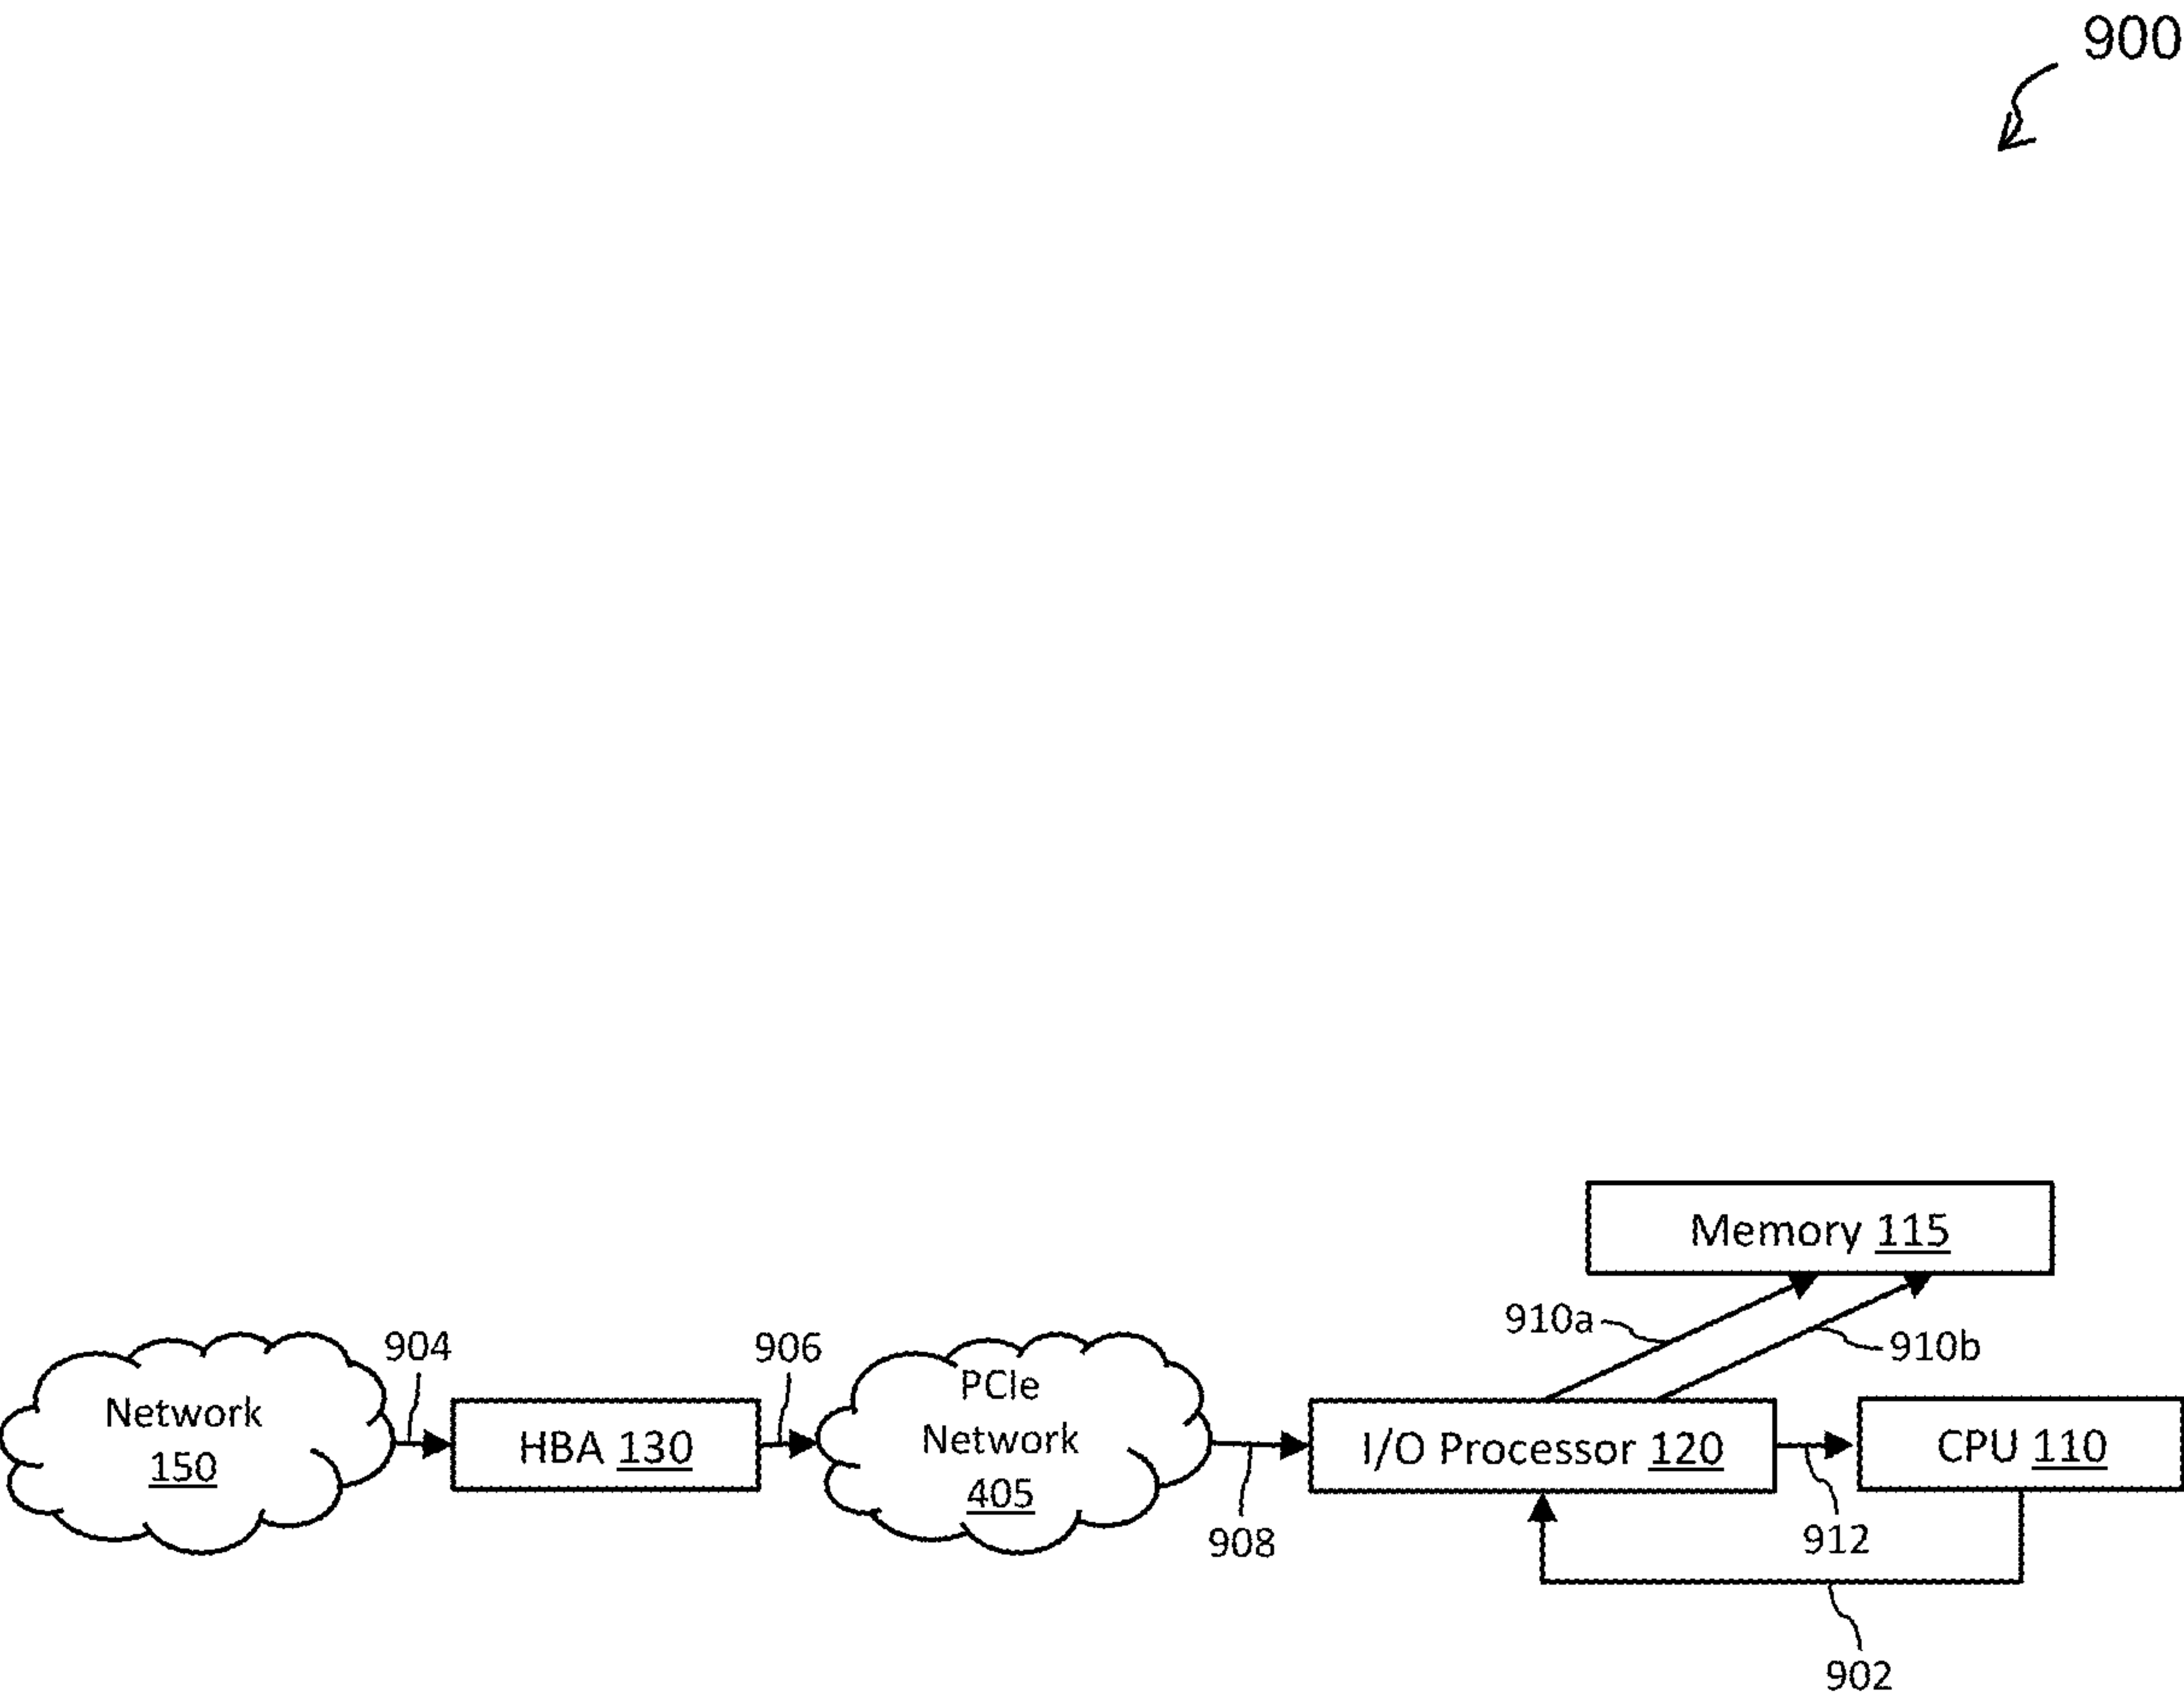 900
Memory 115
910a
910b
904
906
Network
150
HBA 130
PCIe
Network
405
I/O Processor 120
CPU 110
908
912
902